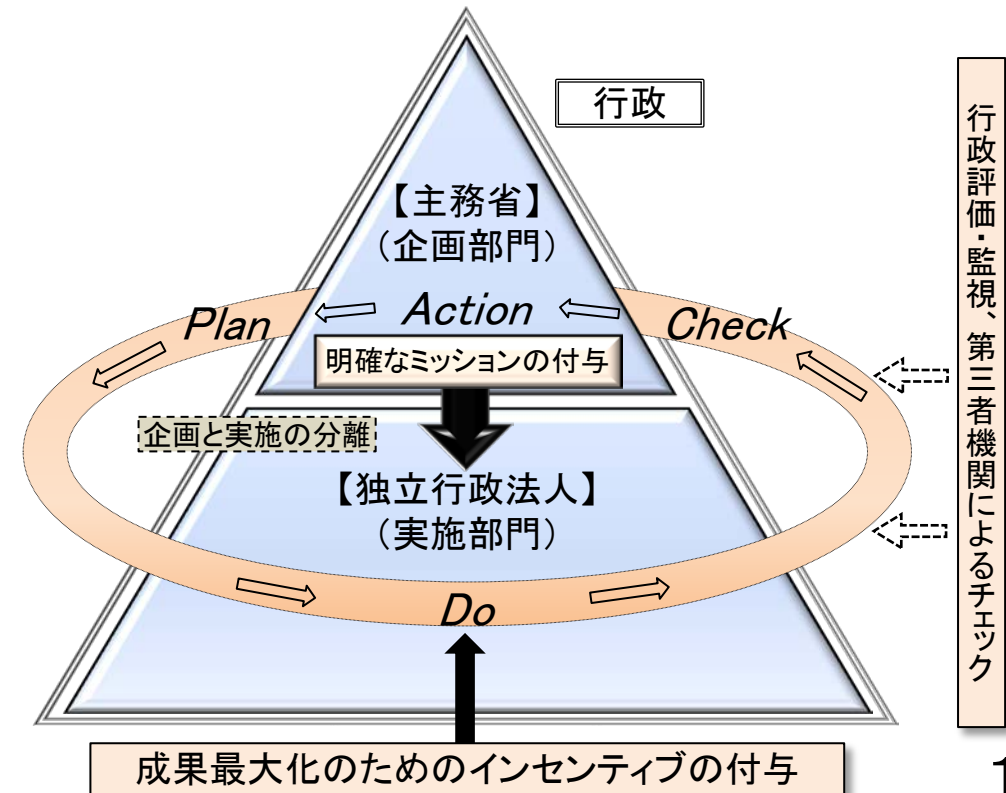 行政
【主務省】
（企画部門）
Plan
Action
Check
明確なミッションの付与
企画と実施の分離
【独立行政法人】
（実施部門）
Do
成果最大化のためのインセンティブの付与
行政評価・監視、第三者機関によるチェック
1